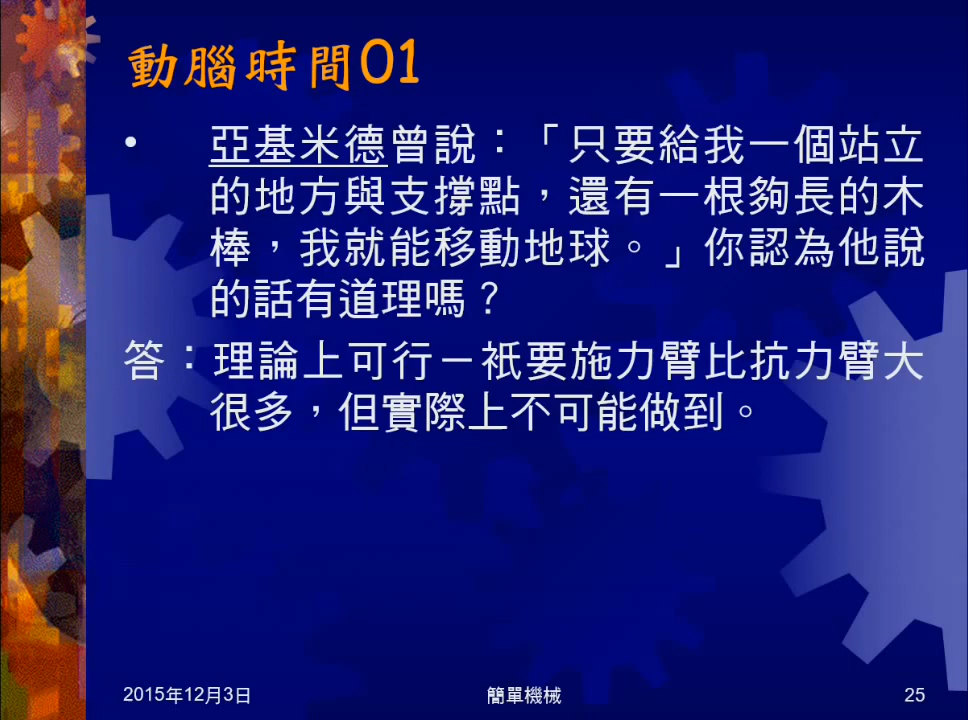 動腦時間01
• 亞基米德曾說：「只要給我一個站立
的地方與支撐點，還有一根夠長的木
棒，我就能移動地球。」你認為他說
的話有道理嗎？
答：理論上可行－祇要施力臂比抗力臂大
很多，但實際上不可能做到。
2015年12月3日
簡單機械
25